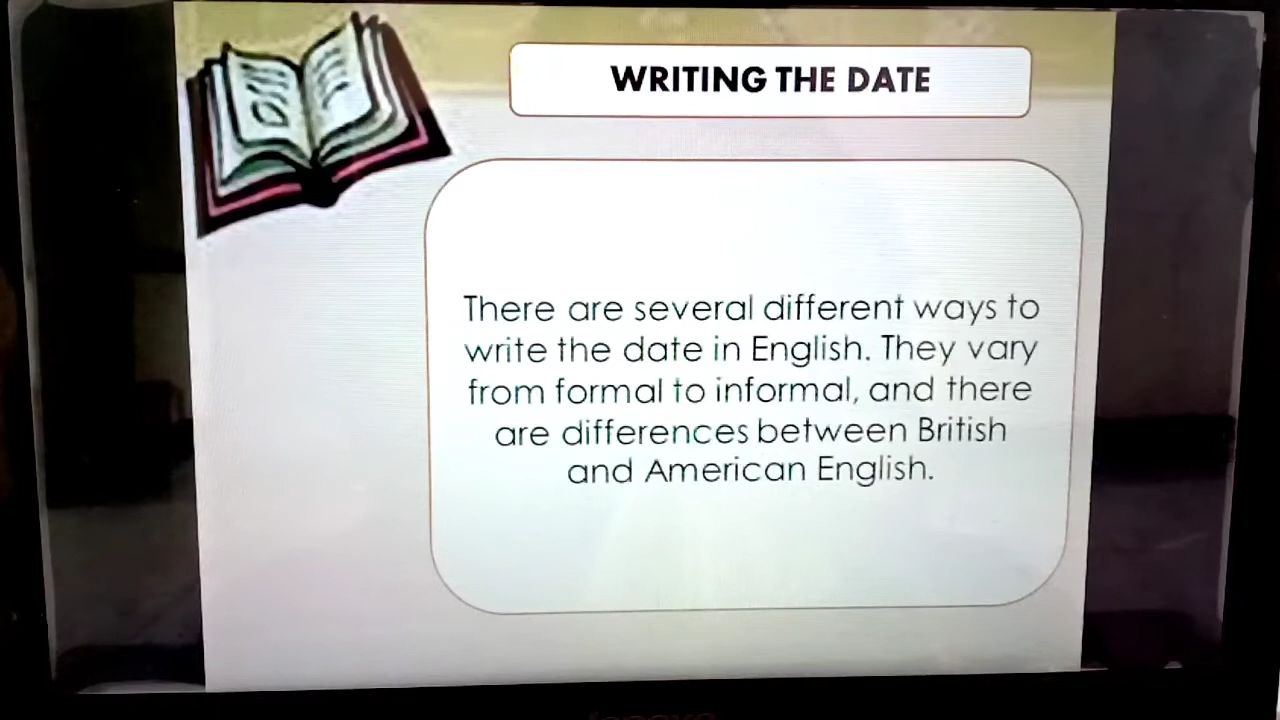 WRITING THE DATE
There are several different ways to
write the date in English. They vary
from formal to informal, and there
are differences between British
and American English.